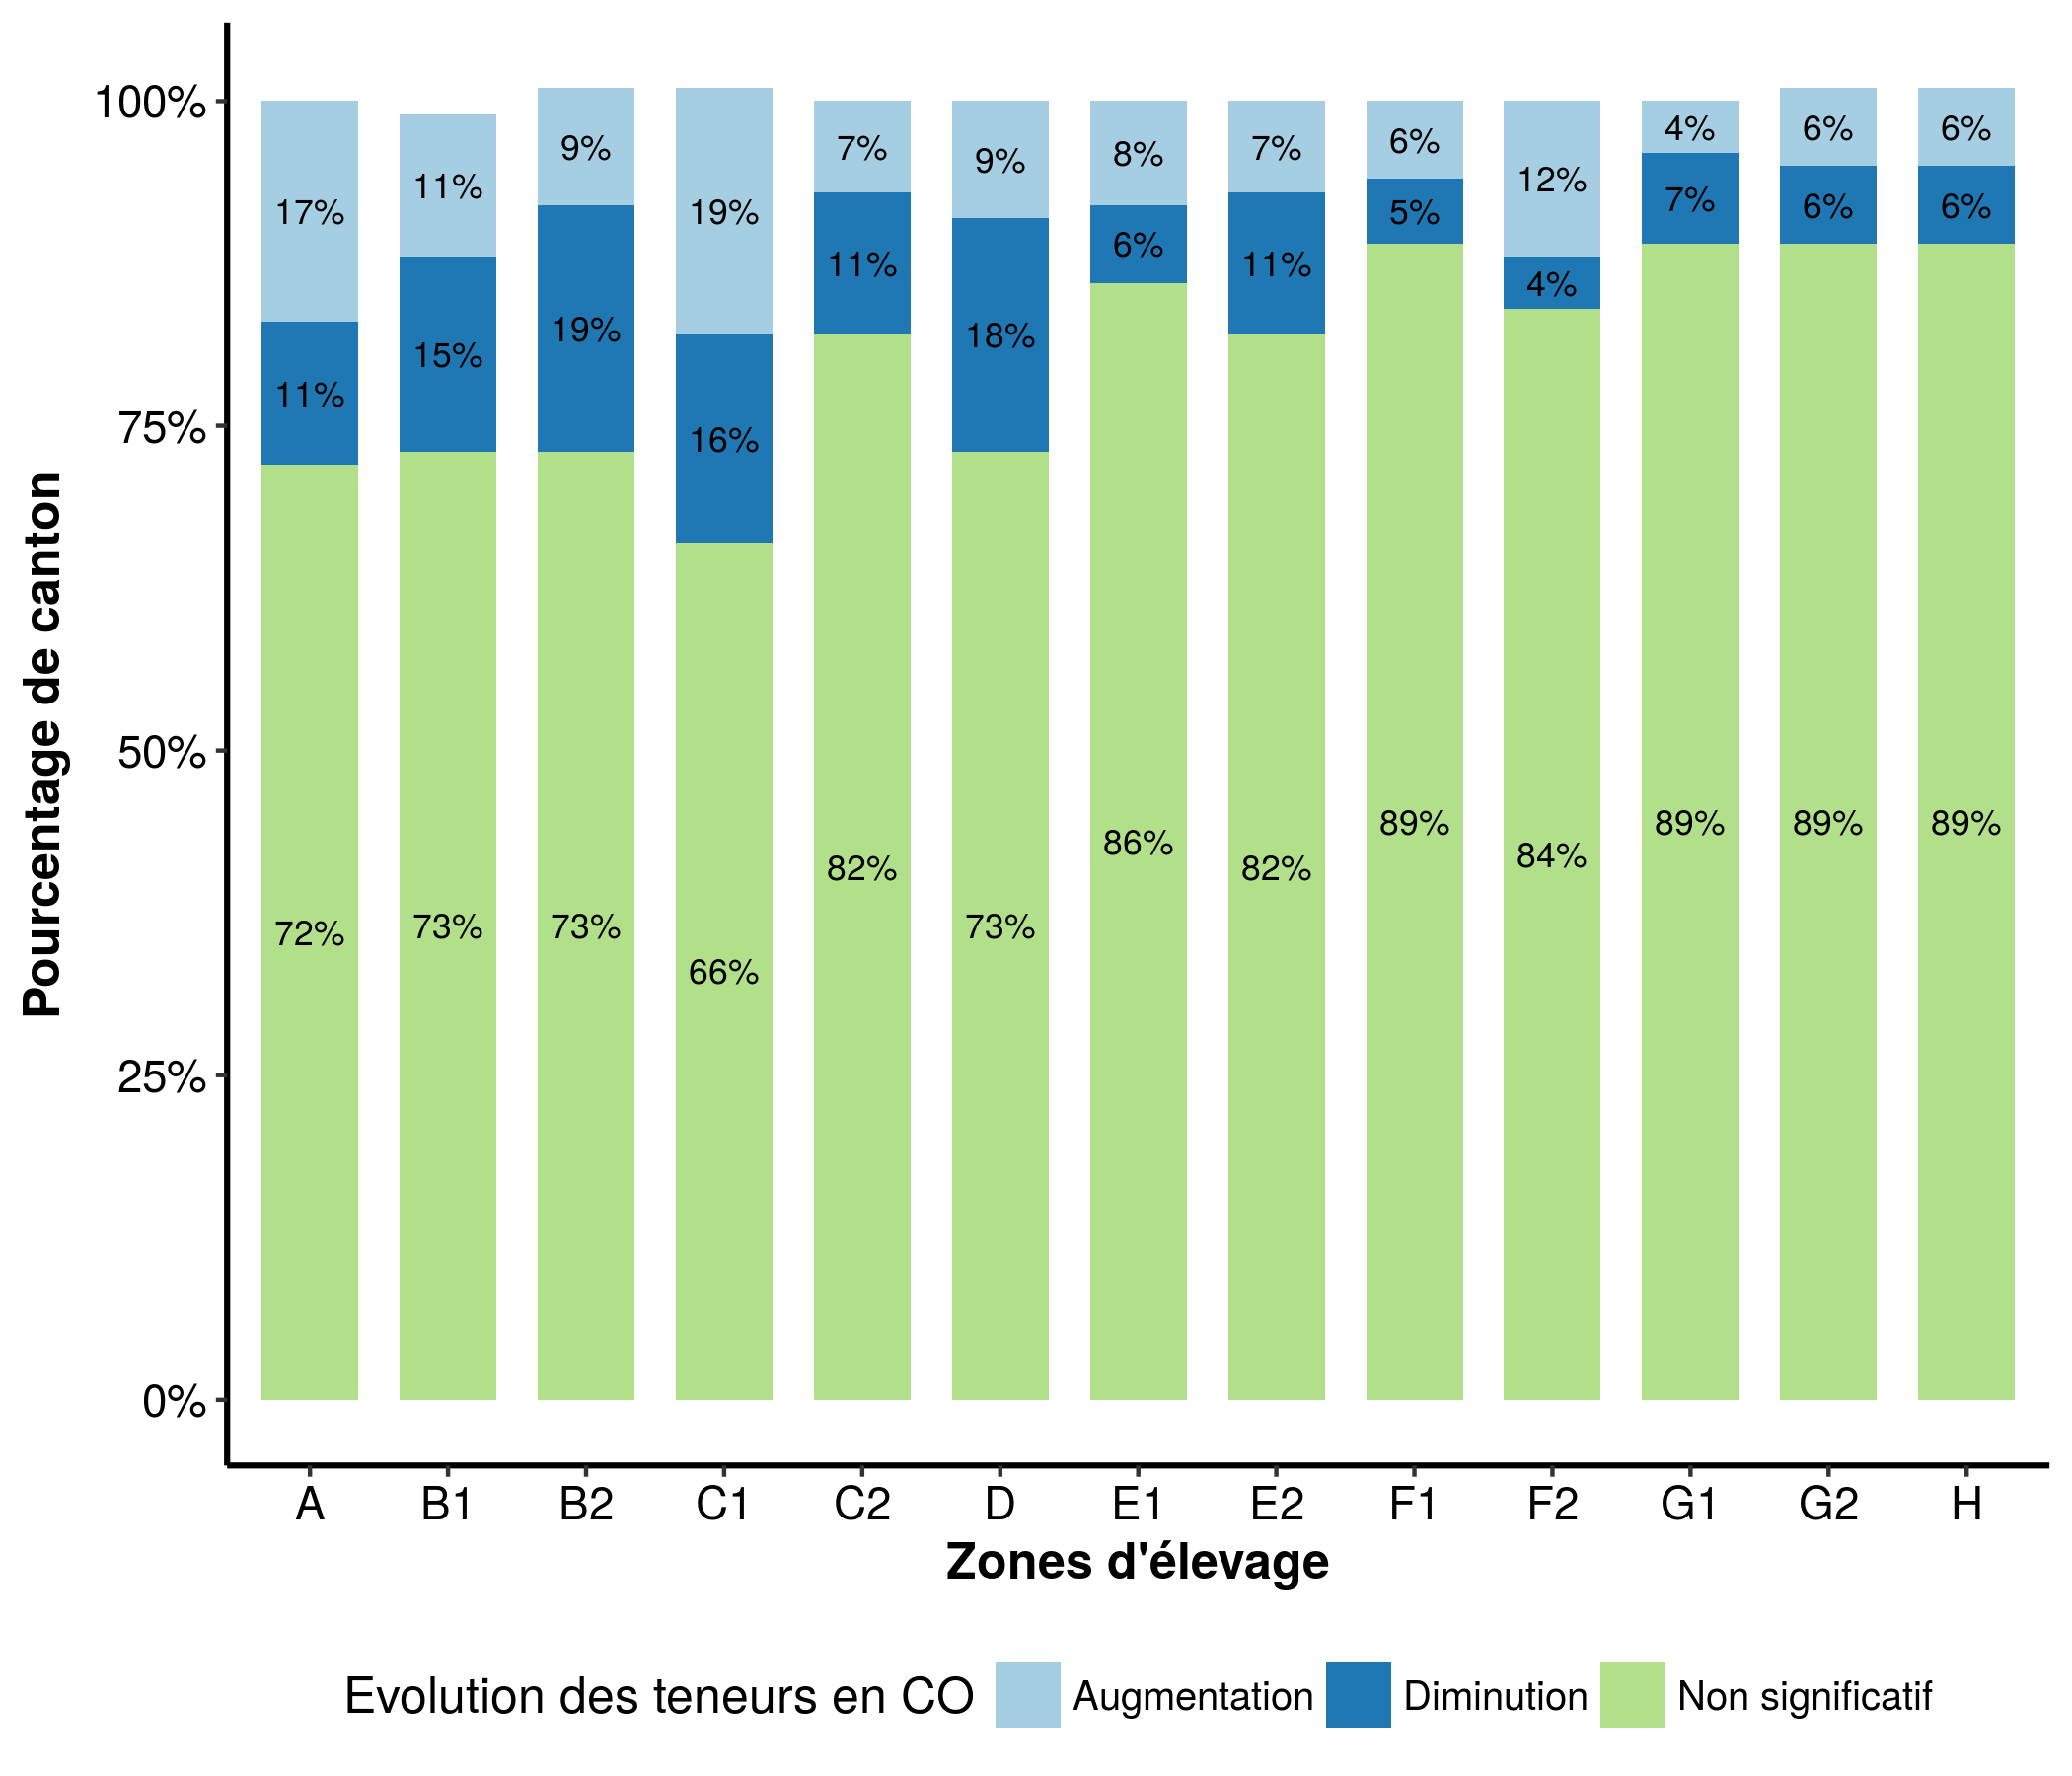 Pourcentage de canton
100%
75%
50%
25%
0%
17% 11% 9% 19% 7% 9% 8% 7% 6% 12% 4% 6% 6%
11% 15% 19% 16% 11% 18% 6% 11% 5% 4% 7% 6% 6%
72% 73% 73% 66% 82% 73% 86% 82% 89% 84% 89% 89% 89%
A B1 B2 C1 C2 D E1 E2 F1 F2 G1 G2 H
Zones d'élevage
Evolution des teneurs en CO Augmentation Diminution Non significatif